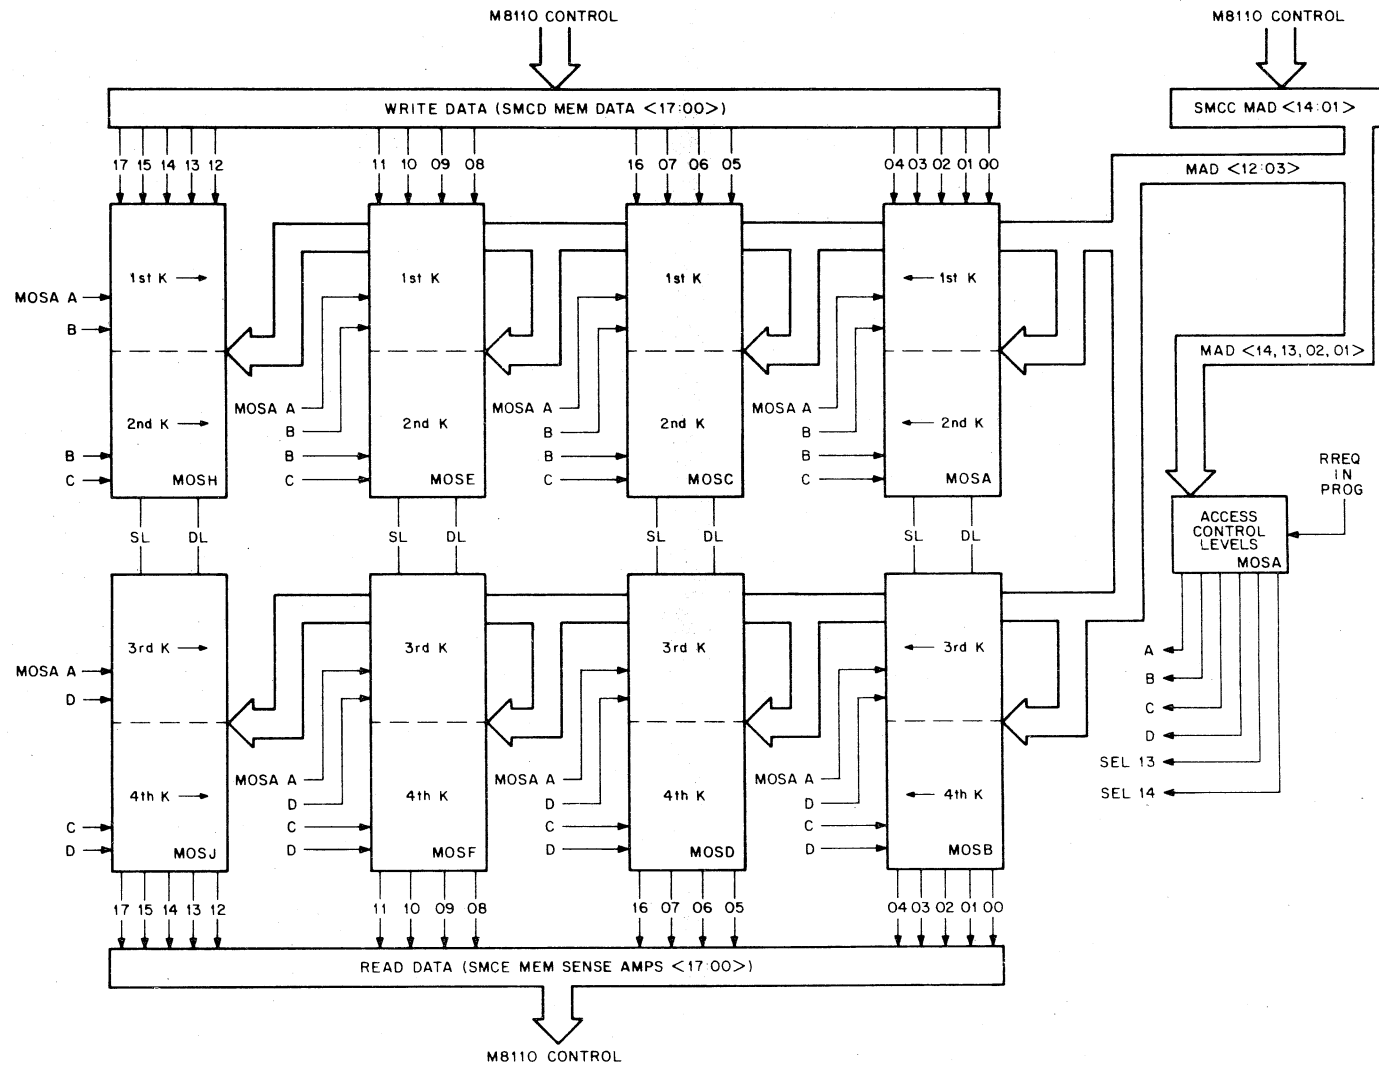 M8110 CONTROL
M8110 CONTROL
WRITE DATA (SMCD MEM DATA <17:00>)
SMCC MAD <14:01>
17 15 14 13 12
11 10 09 08
16 07 06 05
04 03 02 01 00
MAD <12:03>
1st K
1st K
1st K
1st K
MOSA A
B
MAD <14,13,02,01>
MOSA A
MOSA A
MOSA A
2nd K
B
2nd K
B
2nd K
B
2nd K
B
B
B
B
C
MOSH
C
MOSE
C
MOSC
C
MOSA
RREQ
IN
PROG
ACCESS
CONTROL
LEVELS
MOSA
SL DL
SL DL
SL DL
SL DL
3rd K
3rd K
3rd K
3rd K
A
MOSA A
B
D
C
D
SEL 13
MOSA A
MOSA A
MOSA A
SEL 14
4th K
D
4th K
D
4th K
D
4th K
C
C
C
C
D
MOSJ
D
MOSF
D
MOSD
D
MOSB
17 15 14 13 12
11 10 09 08
16 07 06 05
04 03 02 01 00
READ DATA (SMCE MEM SENSE AMPS <17:00>)
M8110 CONTROL